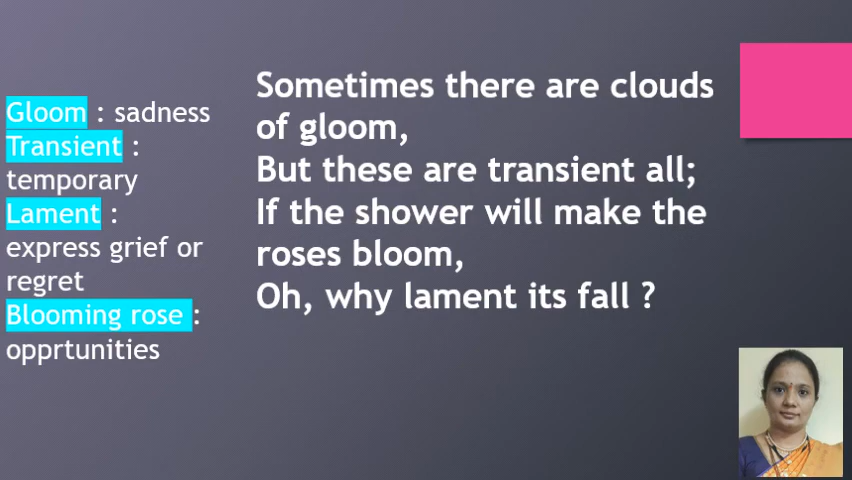 Gloom : sadness
Transient :
temporary
Lament :
express grief or
regret
Blooming rose :
opprtunities
Sometimes there are clouds
of gloom,
But these are transient all;
If the shower will make the
roses bloom,
Oh, why lament its fall ?